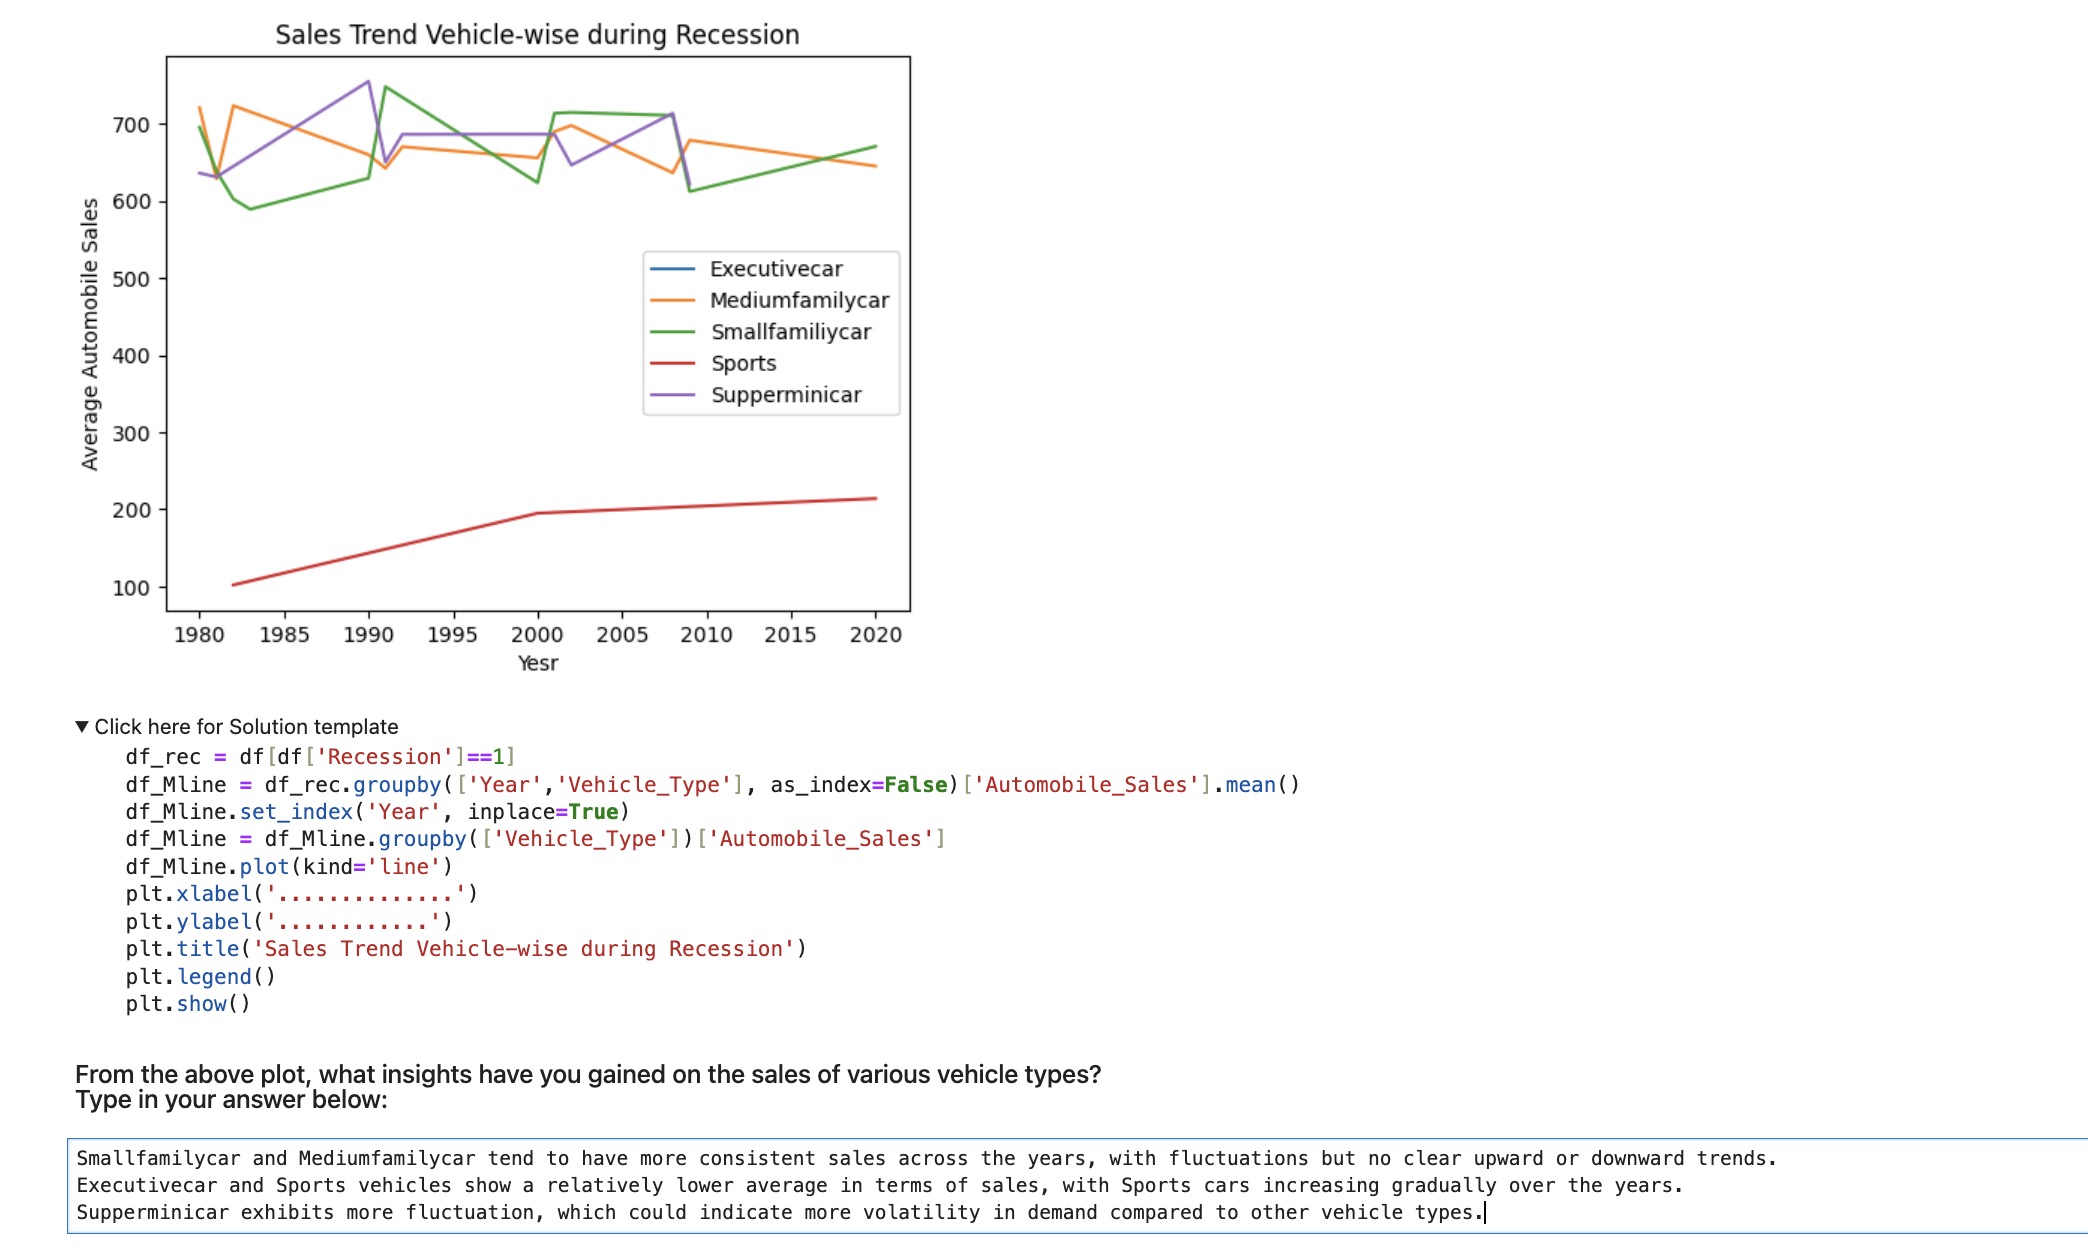 Sales Trend Vehicle-wise during Recession
Average Automobile Sales
700
600
500
400
300
200
100
Executivecar
Mediumfamilycar
Smallfamiliycar
Sports
Supperminicar
1980 1985 1990 1995 2000 2005 2010 2015 2020
Yesr
▼ Click here for Solution template
df_rec = df[df['Recession']==1]
df_Mline = df_rec.groupby(['Year','Vehicle_Type'], as_index=False)['Automobile_Sales'].mean()
df_Mline.set_index('Year', inplace=True)
df_Mline = df_Mline.groupby(['Vehicle_Type'])['Automobile_Sales']
df_Mline.plot(kind='line')
plt.xlabel('..............')
plt.ylabel('............')
plt.title('Sales Trend Vehicle-wise during Recession')
plt.legend()
plt.show()
From the above plot, what insights have you gained on the sales of various vehicle types?
Type in your answer below:
Smallfamilycar and Mediumfamilycar tend to have more consistent sales across the years, with fluctuations but no clear upward or downward trends.
Executivecar and Sports vehicles show a relatively lower average in terms of sales, with Sports cars increasing gradually over the years.
Supperminicar exhibits more fluctuation, which could indicate more volatility in demand compared to other vehicle types.